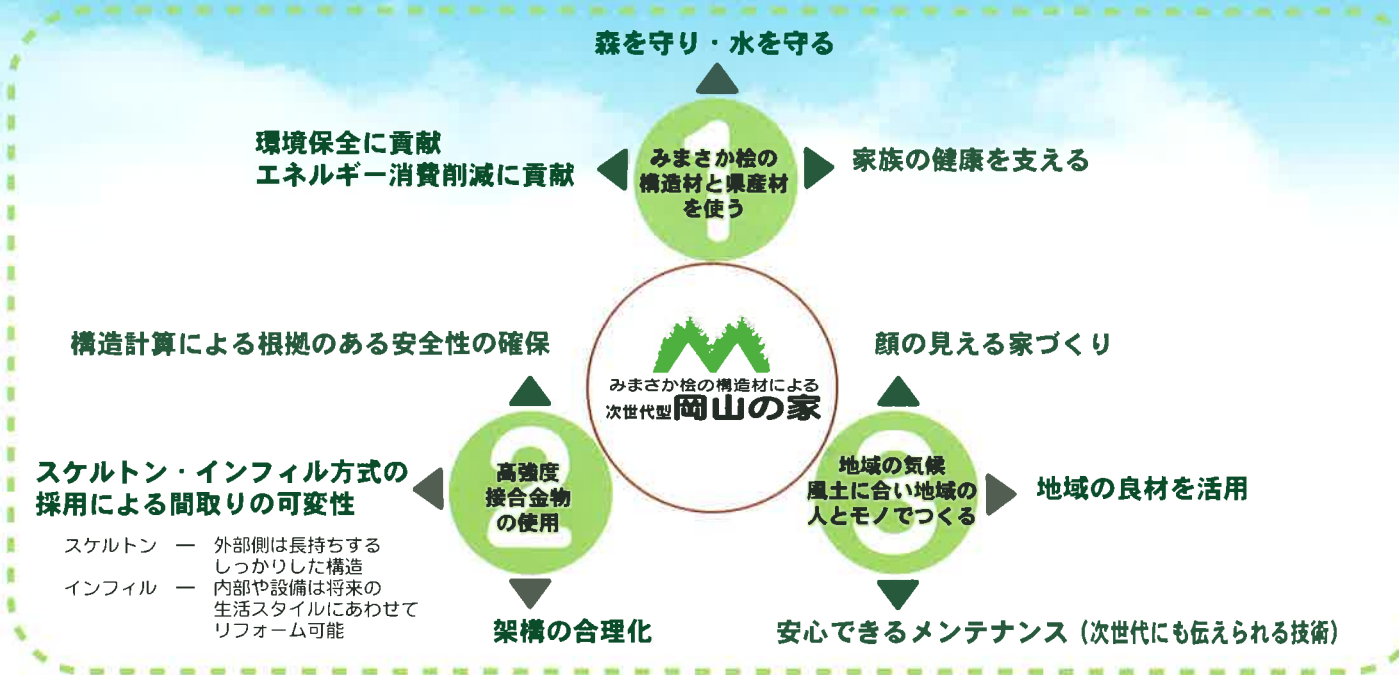 森を守り・水を守る
環境保全に貢献
エネルギー消費削減に貢献
1
みまさか桧の
構造材と県産材
を使う
家族の健康を支える
みまさか桧の構造材による
次世代型岡山の家
構造計算による根拠のある安全性の確保
2
高強度
接合金物
の使用
スケルトン・インフィル方式の
採用による間取りの可変性
スケルトン ー 外部側は長持ちする
しっかりした構造
インフィル ー 内部や設備は将来の
生活スタイルにあわせて
リフォーム可能
架構の合理化
顔の見える家づくり
3
地域の気候
風土に合い地域の
人とモノでつくる
地域の良材を活用
安心できるメンテナンス(次世代にも伝えられる技術)